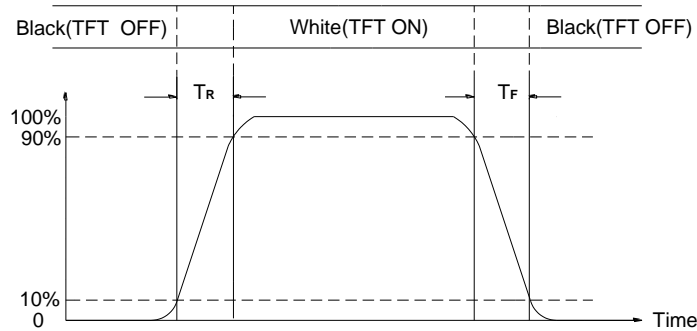 Black(TFT OFF) White(TFT ON) Black(TFT OFF)
TR TF
100%
90%
10%
0
Time